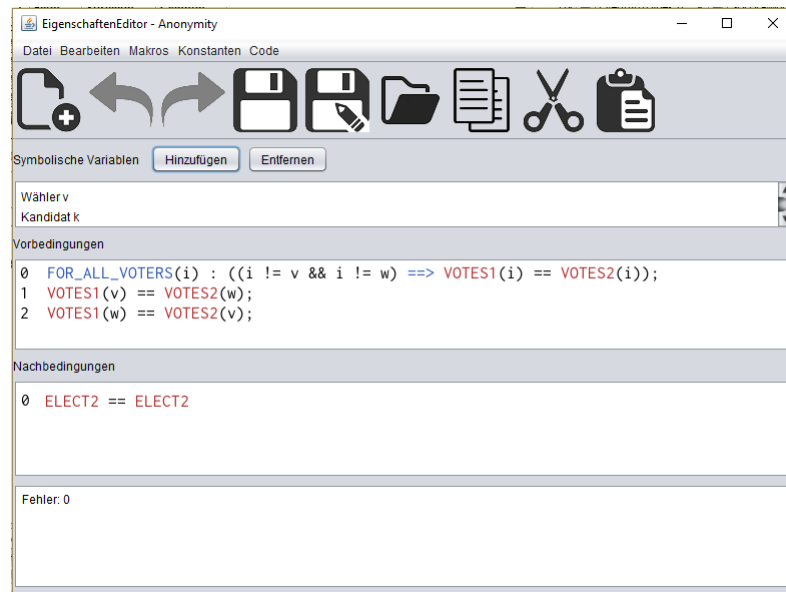 EigenschaftenEditor - Anonymity
Datei Bearbeiten Makros Konstanten Code
Symbolische Variablen Hinzufügen Entfernen
Wähler v
Kandidat k
Vorbedingungen
0 FOR_ALL_VOTERS(i) : ((i != v && i != w) ==> VOTES1(i) == VOTES2(i));
1 VOTES1(v) == VOTES2(w);
2 VOTES1(w) == VOTES2(v);
Nachbedingungen
0 ELECT2 == ELECT2
Fehler: 0